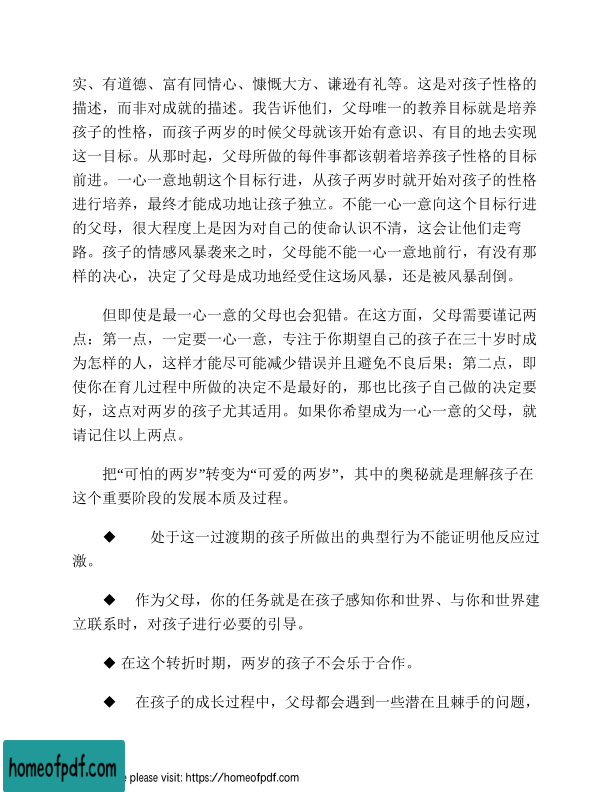 实、有道德、富有同情心、慷慨大方、谦逊有礼等。这是对孩子性格的
描述，而非对成就的描述。我告诉他们，父母唯一的教养目标就是培养
孩子的性格，而孩子两岁的时候父母就该开始有意识、有目的地去实现
这一目标。从那时起，父母所做的每件事都该朝着培养孩子性格的目标
前进。一心一意地朝这个目标行进，从孩子两岁时就开始对孩子的性格
进行培养，最终才能成功地让孩子独立。不能一心一意向这个目标行进
的父母，很大程度上是因为对自己的使命认识不清，这会让他们走弯
路。孩子的情感风暴袭来之时，父母能不能一心一意地前行，有没有那
样的决心，决定了父母是成功地经受住这场风暴，还是被风暴刮倒。
但即使是最一心一意的父母也会犯错。在这方面，父母需要谨记两
点：第一点，一定要一心一意，专注于你期望自己的孩子在三十岁时成
为怎样的人，这样才能尽可能减少错误并且避免不良后果；第二点，即
使你在育儿过程中所做的决定不是最好的，那也比孩子自己做的决定要
好，这点对两岁的孩子尤其适用。如果你希望成为一心一意的父母，就
请记住以上两点。
把“可怕的两岁”转变为“可爱的两岁”，其中的奥秘就是理解孩子在
这个重要阶段的发展本质及过程。
◆ 处于这一过渡期的孩子所做出的典型行为不能证明他反应过
激。
◆ 作为父母，你的任务就是在孩子感知你和世界、与你和世界建
立联系时，对孩子进行必要的引导。
◆ 在这个转折时期，两岁的孩子不会乐于合作。
◆ 在孩子的成长过程中，父母都会遇到一些潜在且棘手的问题，
homeofpdf.com
e please visit: https://homeofpdf.com